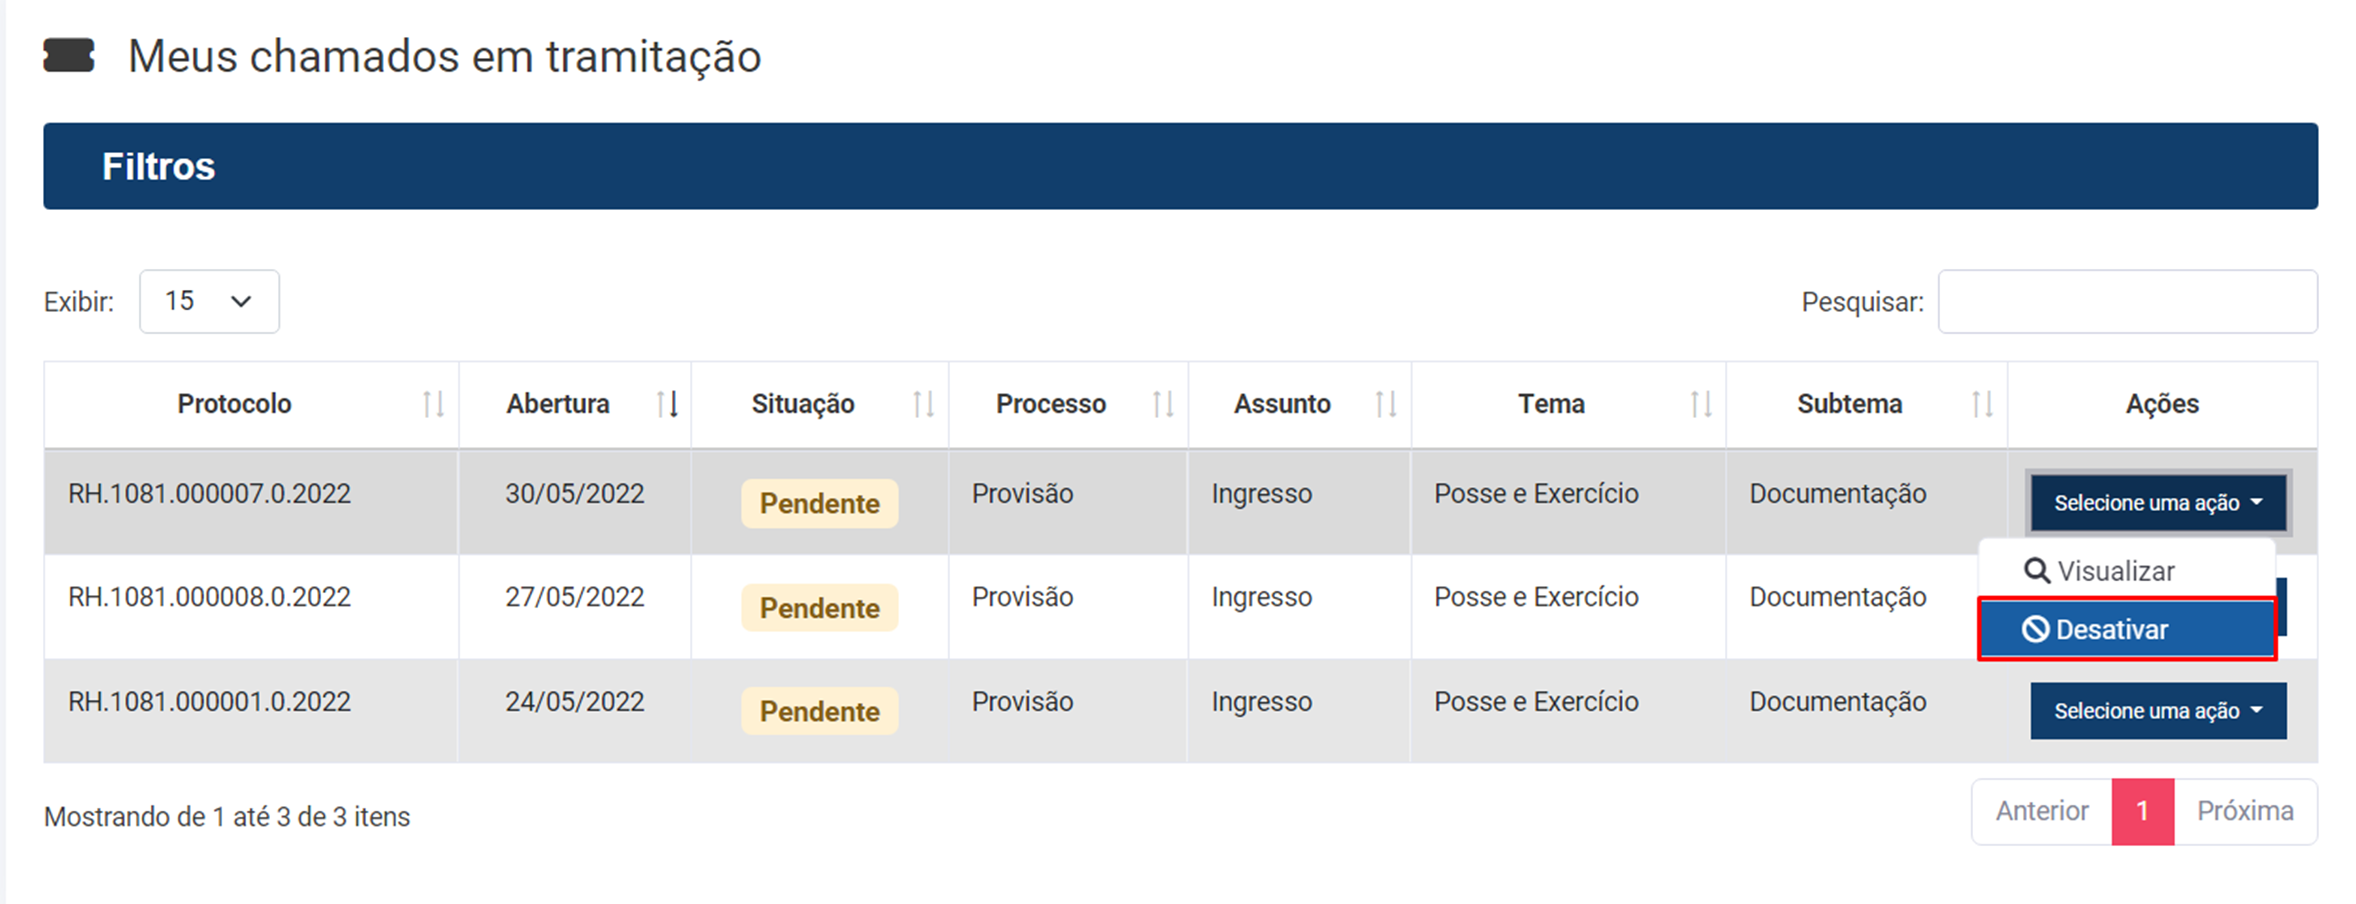 Meus chamados em tramitação
Filtros
Exibir: 15 Pesquisar:
Protocolo Abertura Situação Processo Assunto Tema Subtema Ações
RH.1081.000007.0.2022 30/05/2022 Pendente Provisão Ingresso Posse e Exercício Documentação Selecione uma ação
Visualizar
RH.1081.000008.0.2022 27/05/2022 Pendente Provisão Ingresso Posse e Exercício Documentação
Desativar
RH.1081.000001.0.2022 24/05/2022 Pendente Provisão Ingresso Posse e Exercício Documentação Selecione uma ação
Mostrando de 1 até 3 de 3 itens Anterior 1 Próxima